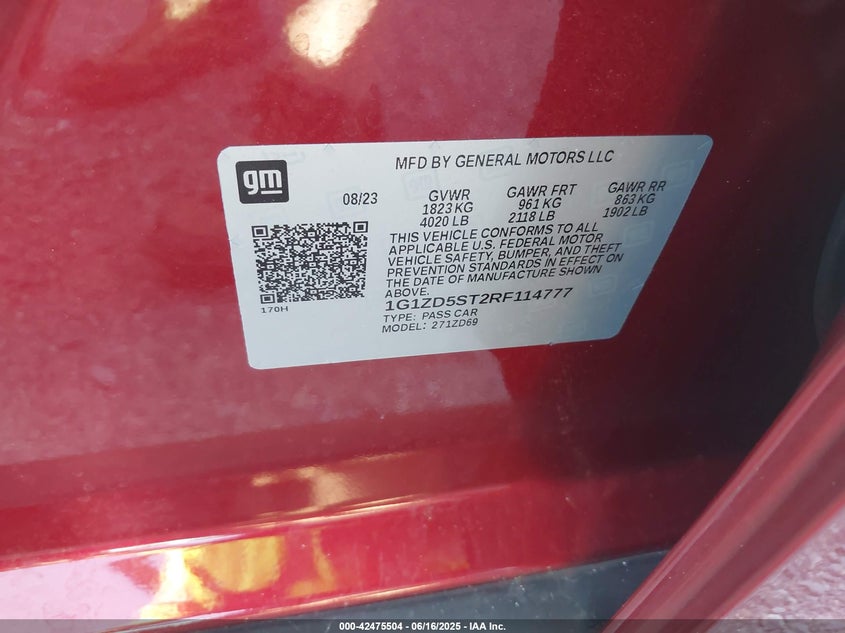 gm
MFD BY GENERAL MOTORS LLC
08/23
GVWR
1823 KG
4020 LB
GAWR FRT
961 KG
2118 LB
GAWR RR
863 KG
1902 LB
THIS VEHICLE CONFORMS TO ALL
APPLICABLE U.S. FEDERAL MOTOR
VEHICLE SAFETY, BUMPER, AND THEFT
PREVENTION STANDARDS IN EFFECT ON
THE DATE OF MANUFACTURE SHOWN
ABOVE.
170H
1G1ZD5ST2RF114777
TYPE: PASS CAR
MODEL: 271ZD69
000-42475504 - 06/16/2025 - IAA Inc.